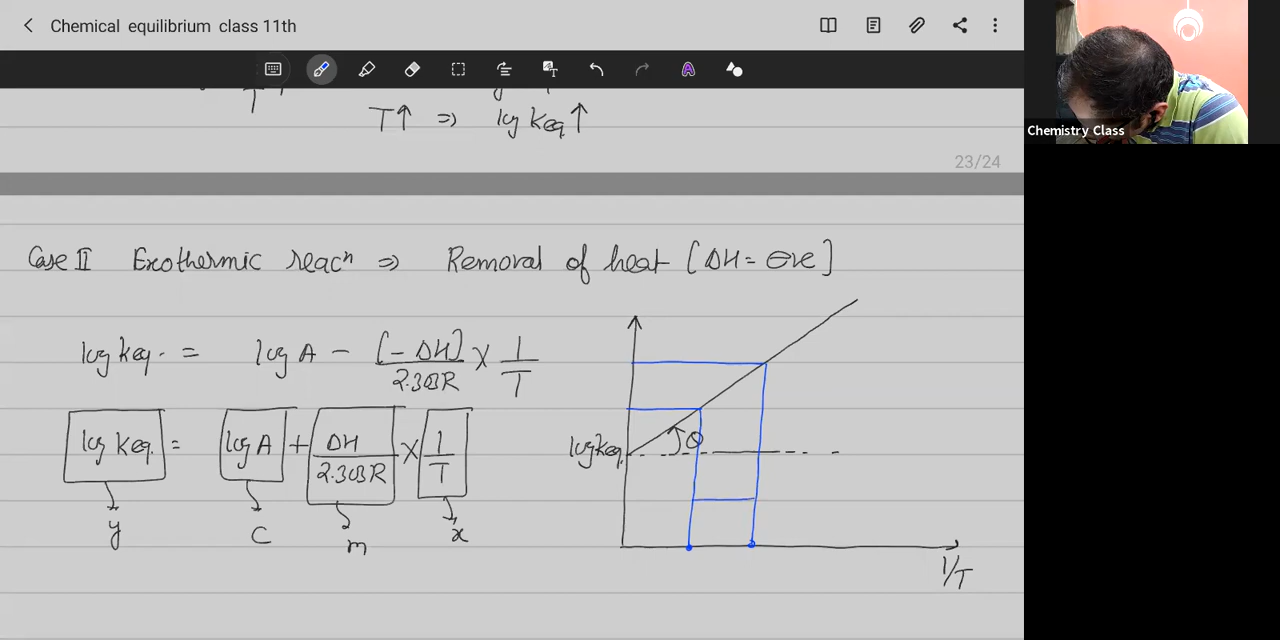 Chemical equilibrium class 11th
Chemistry Class
T
T↑ ⇒ log Keq ↑
23/24
Case II Exothermic reacn ⇒ Removal of heat [ΔH = ⊖ve]
log Keq. = log A - [-ΔH]/2.303R × 1/T
log Keq. = log A + ΔH/2.303R × 1/T
y C m x
log Keq.
θ
1/T